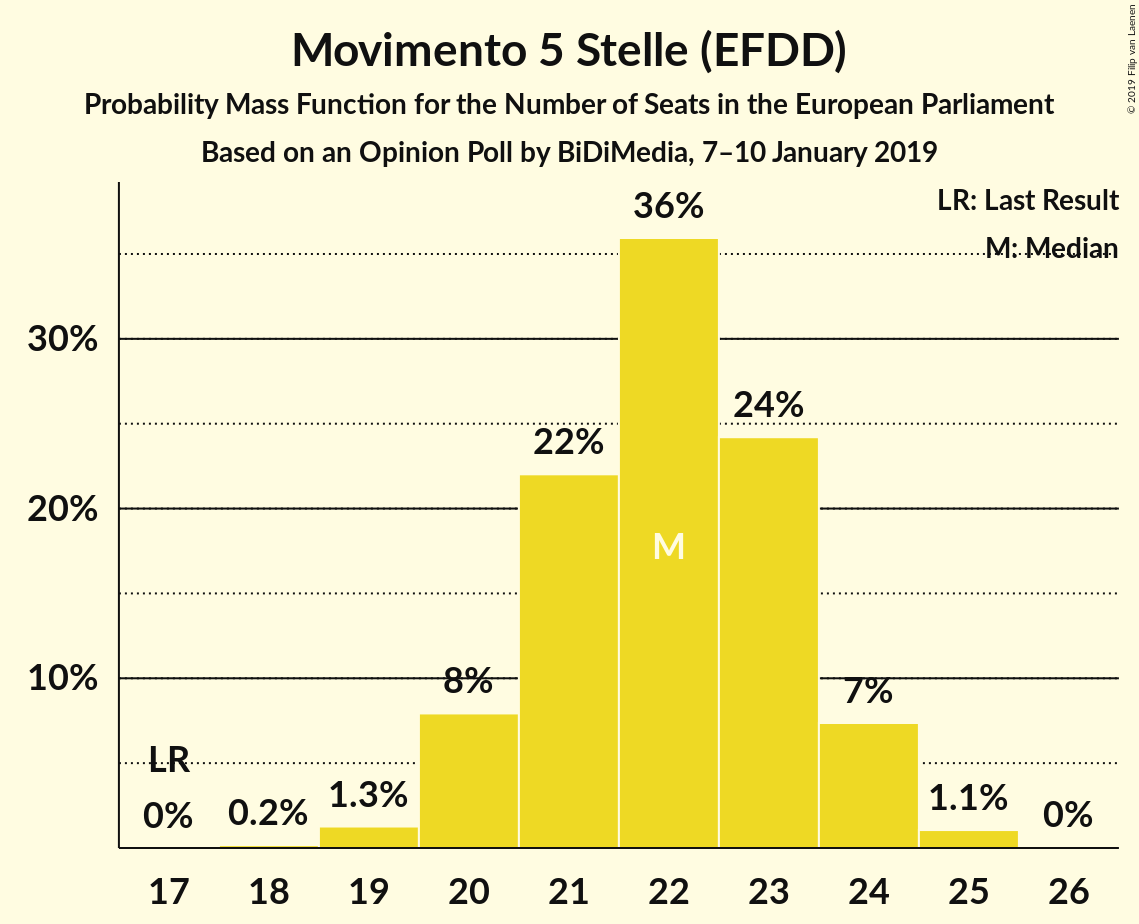 Movimento 5 Stelle (EFDD)
Probability Mass Function for the Number of Seats in the European Parliament
Based on an Opinion Poll by BiDiMedia, 7–10 January 2019
© 2019 Filip van Laenen
LR: Last Result
M: Median
30%
20%
10%
LR
0%
0.2%
1.3%
8%
22%
36%
M
24%
7%
1.1%
0%
17 18 19 20 21 22 23 24 25 26